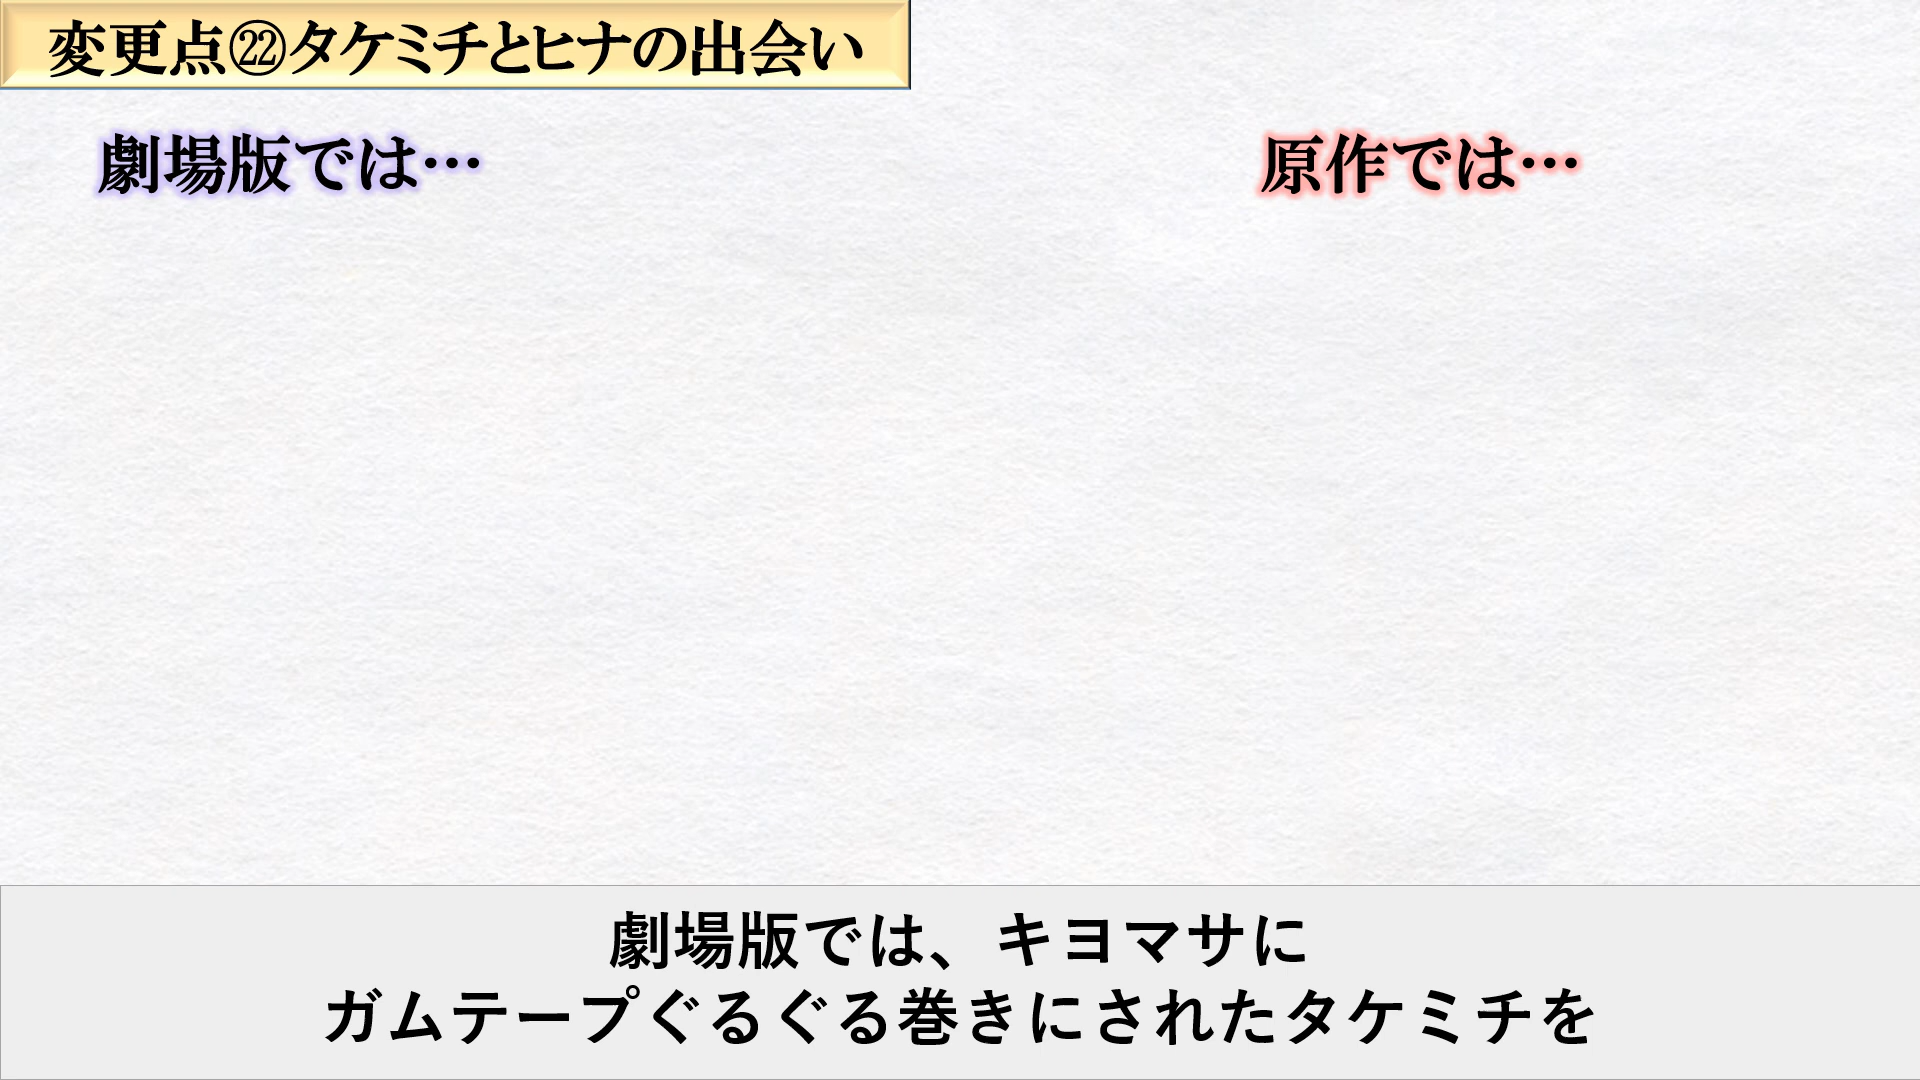 変更点㉒タケミチとヒナの出会い
劇場版では…
原作では…
劇場版では、キヨマサに
ガムテープぐるぐる巻きにされたタケミチを